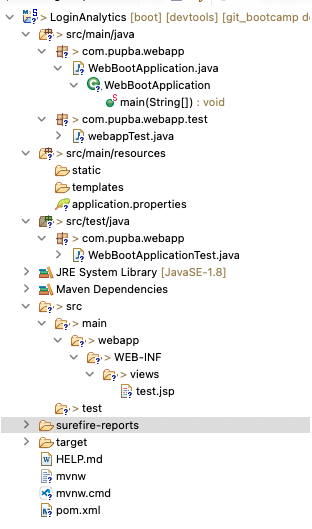 > LoginAnalytics [boot] [devtools] [git_bootcamp de
> src/main/java
> com.pupba.webapp
> WebBootApplication.java
> WebBootApplication
main(String[]) : void
> com.pupba.webapp.test
> webappTest.java
> src/main/resources
static
templates
application.properties
> src/test/java
> com.pupba.webapp
> WebBootApplicationTest.java
JRE System Library [JavaSE-1.8]
Maven Dependencies
> src
> main
> webapp
> WEB-INF
> views
test.jsp
> test
surefire-reports
target
HELP.md
mvnw
mvnw.cmd
pom.xml